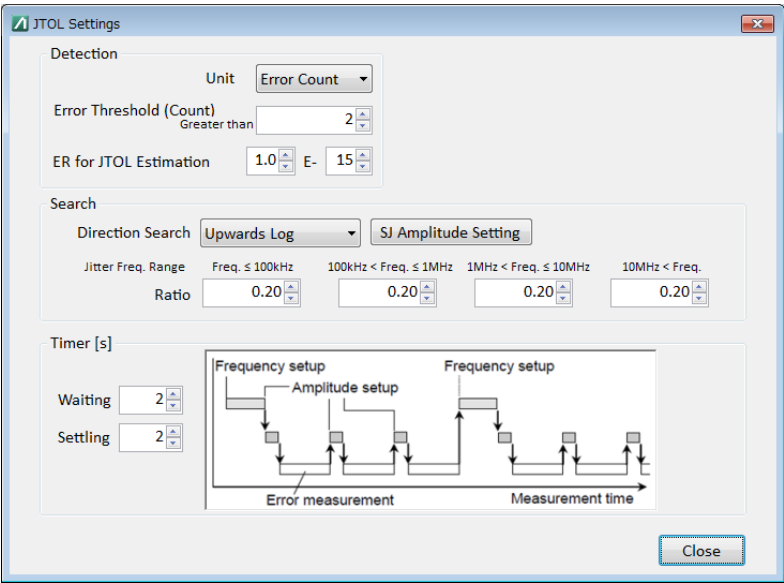 JTOL Settings
Detection
Unit Error Count
Error Threshold (Count)
Greater than 2
ER for JTOL Estimation 1.0 E- 15
Search
Direction Search Upwards Log SJ Amplitude Setting
Jitter Freq. Range Freq. ≤ 100kHz 100kHz < Freq. ≤ 1MHz 1MHz < Freq. ≤ 10MHz 10MHz < Freq.
Ratio 0.20 0.20 0.20 0.20
Timer [s]
Frequency setup Frequency setup
Amplitude setup
Waiting 2
Settling 2
Error measurement Measurement time
Close